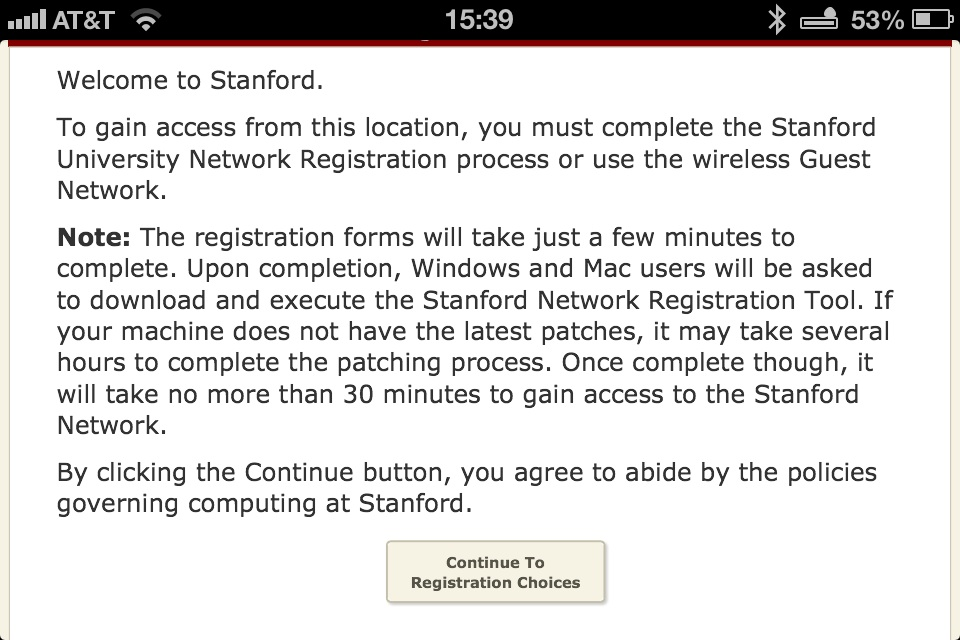 AT&T 15:39 53%
Welcome to Stanford.
To gain access from this location, you must complete the Stanford
University Network Registration process or use the wireless Guest
Network.
Note: The registration forms will take just a few minutes to
complete. Upon completion, Windows and Mac users will be asked
to download and execute the Stanford Network Registration Tool. If
your machine does not have the latest patches, it may take several
hours to complete the patching process. Once complete though, it
will take no more than 30 minutes to gain access to the Stanford
Network.
By clicking the Continue button, you agree to abide by the policies
governing computing at Stanford.
Continue To
Registration Choices